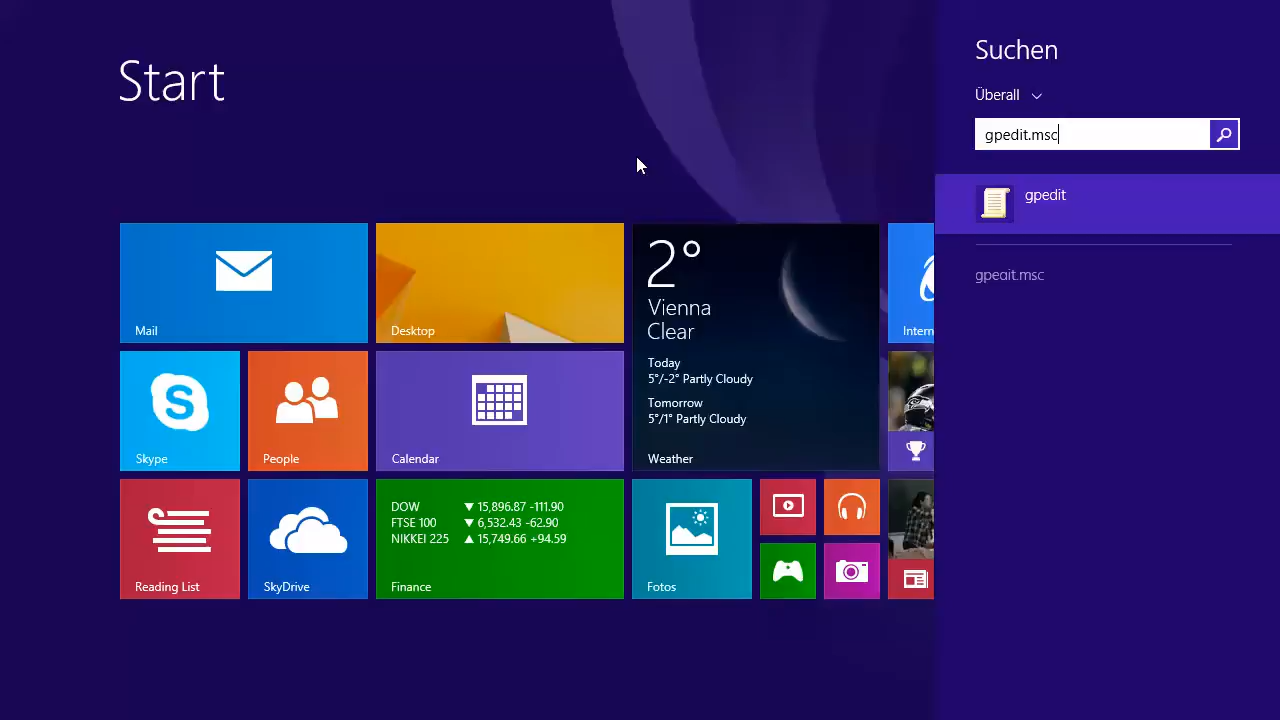 Start
Mail
Desktop
2°
Vienna
Clear
Today
5°/-2° Partly Cloudy
Tomorrow
5°/1° Partly Cloudy
Weather
Intern
Skype
People
Calendar
Reading List
SkyDrive
DOW ▼ 15,896.87 -111.90
FTSE 100 ▼ 6,532.43 -62.90
NIKKEI 225 ▲ 15,749.66 +94.59
Finance
Fotos
Suchen
Überall
gpedit.msc
gpedit
gpedit.msc